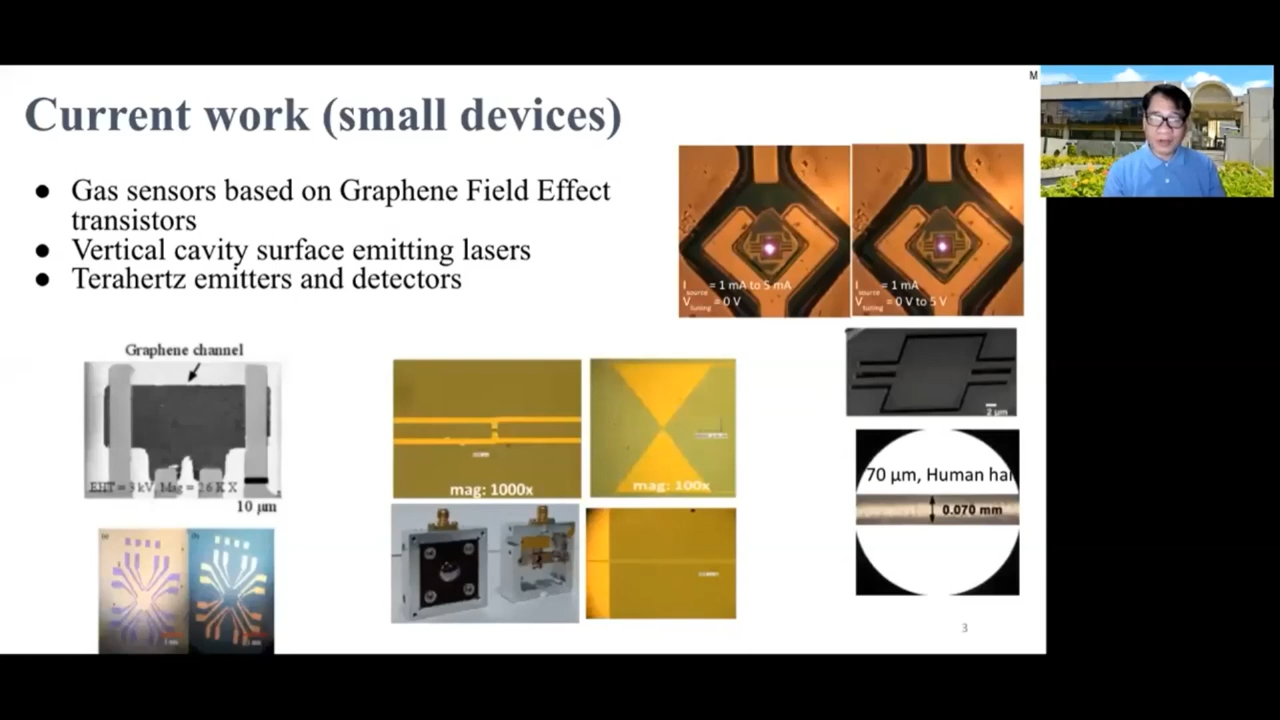 Current work (small devices)
M
● Gas sensors based on Graphene Field Effect
transistors
● Vertical cavity surface emitting lasers
● Terahertz emitters and detectors
I source = 1 mA to 5 mA
V tuning = 0 V
I source = 1 mA
V tuning = 0 V to 5 V
Graphene channel
EHT = 3 kV, Mag = 2.6 K X
10 µm
mag: 1000x
mag: 100x
2 µm
70 µm, Human hai
0.070 mm
3